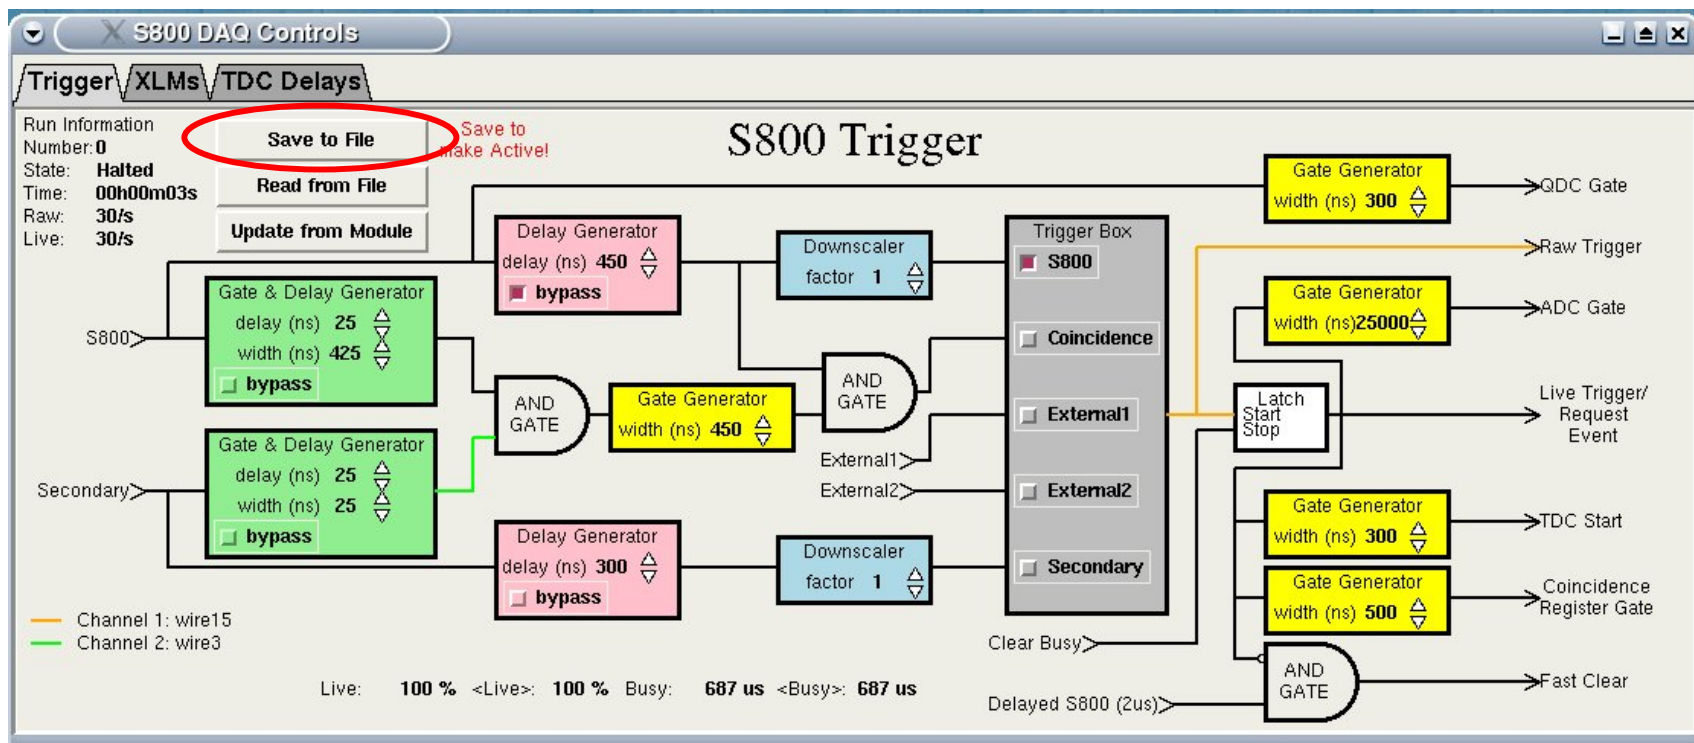 S800 DAQ Controls
Trigger XLMs TDC Delays
Run Information
Number: 0
State: Halted
Time: 00h00m03s
Raw: 30/s
Live: 30/s
Save to File
Read from File
Update from Module
Save to
make Active!
S800 Trigger
Gate Generator
width (ns) 300
QDC Gate
Raw Trigger
Delay Generator
delay (ns) 450
bypass
Downscaler
factor 1
Trigger Box
S800
Coincidence
External1
External2
Secondary
Gate & Delay Generator
delay (ns) 25
width (ns) 425
bypass
S800
Gate Generator
width (ns)25000
ADC Gate
AND
GATE
Gate Generator
width (ns) 450
AND
GATE
Latch
Start
Stop
Live Trigger/
Request
Event
Gate & Delay Generator
delay (ns) 25
width (ns) 25
bypass
Secondary
External1
External2
Gate Generator
width (ns) 300
TDC Start
Delay Generator
delay (ns) 300
bypass
Downscaler
factor 1
Gate Generator
width (ns) 500
Coincidence
Register Gate
Channel 1: wire15
Channel 2: wire3
Clear Busy
AND
GATE
Fast Clear
Live: 100 % <Live>: 100 % Busy: 687 us <Busy>: 687 us
Delayed S800 (2us)